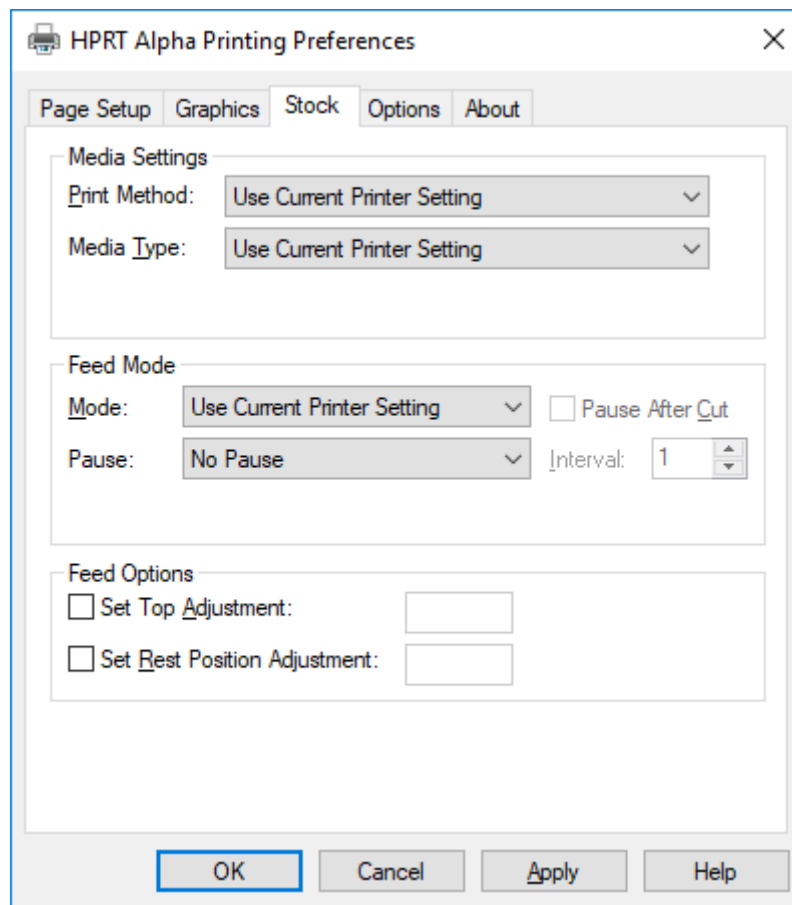 HPRT Alpha Printing Preferences
Page Setup Graphics Stock Options About
Media Settings
Print Method: Use Current Printer Setting
Media Type: Use Current Printer Setting
Feed Mode
Mode: Use Current Printer Setting Pause After Cut
Pause: No Pause Interval: 1
Feed Options
Set Top Adjustment:
Set Rest Position Adjustment:
OK Cancel Apply Help